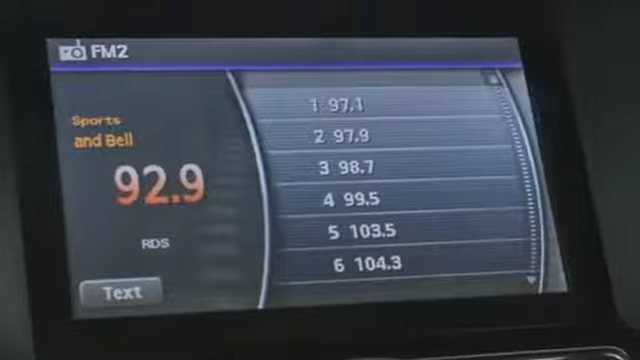 FM2
Sports
and Bell
92.9
RDS
Text
1 97.1
2 97.9
3 98.7
4 99.5
5 103.5
6 104.3